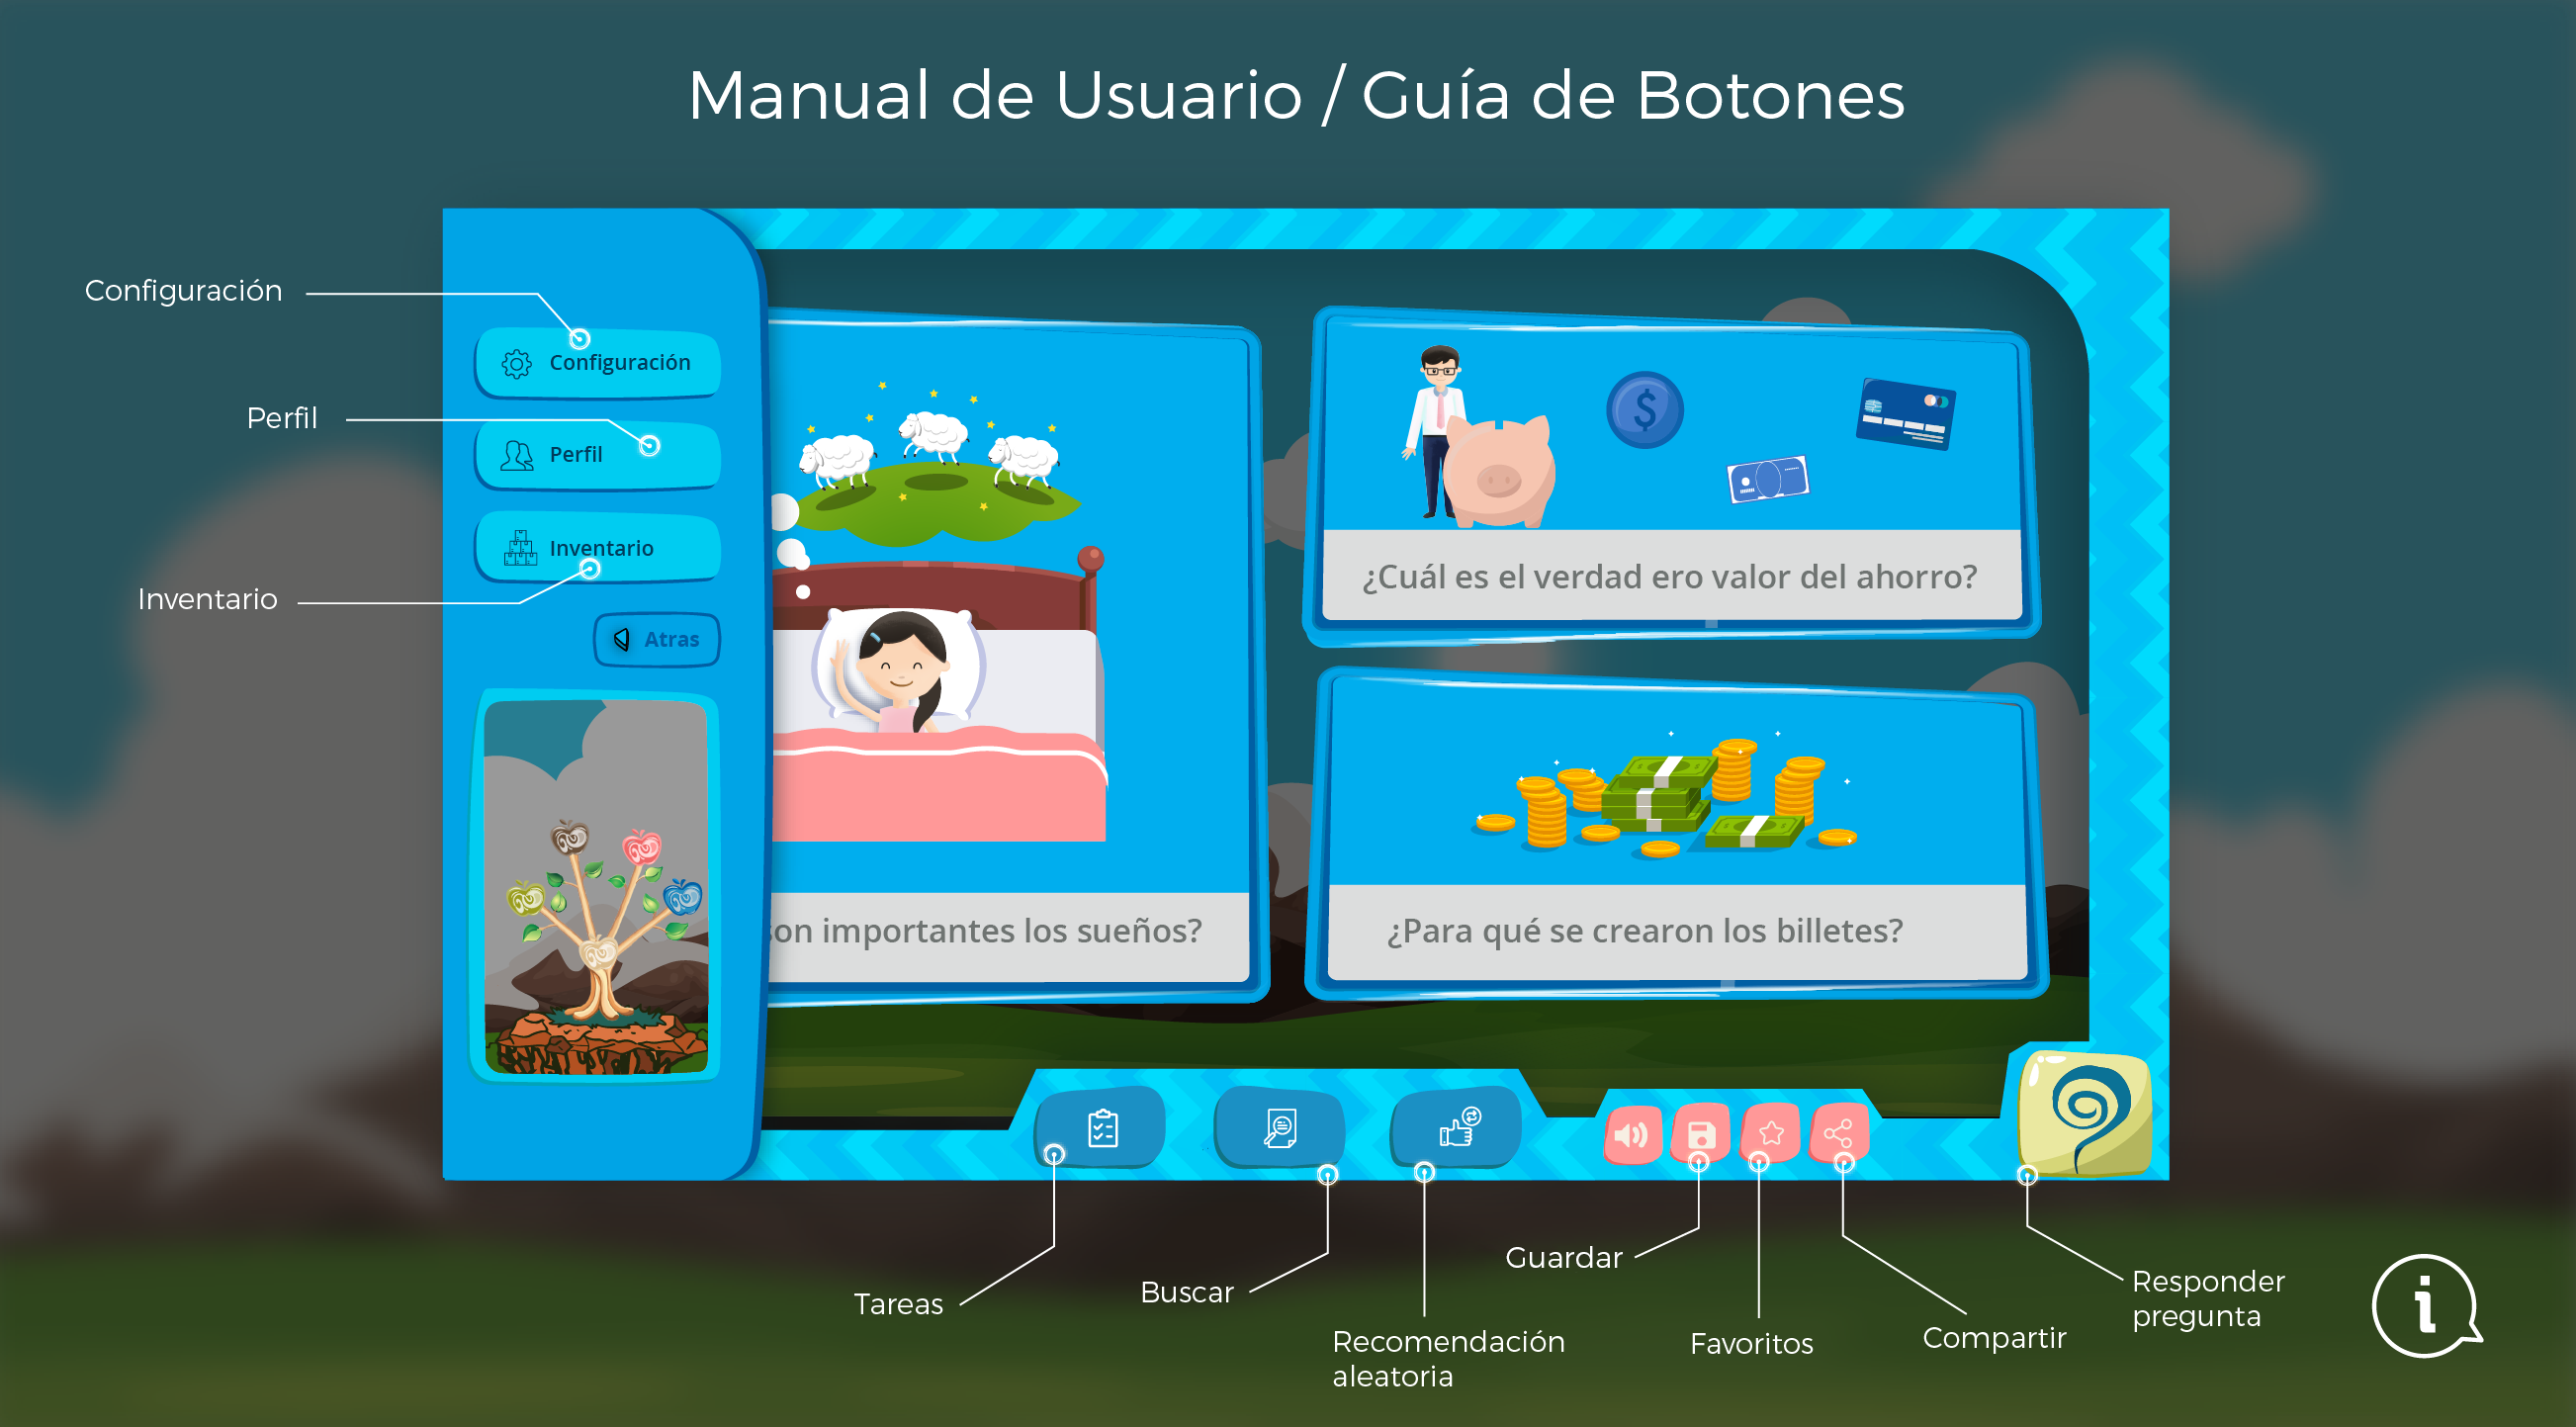 Manual de Usuario / Guía de Botones
Configuración
Configuración
Perfil
Perfil
Inventario
Inventario
Atras
¿Cuál es el verdad ero valor del ahorro?
son importantes los sueños?
¿Para qué se crearon los billetes?
Tareas
Buscar
Recomendación
aleatoria
Guardar
Favoritos
Compartir
Responder
pregunta